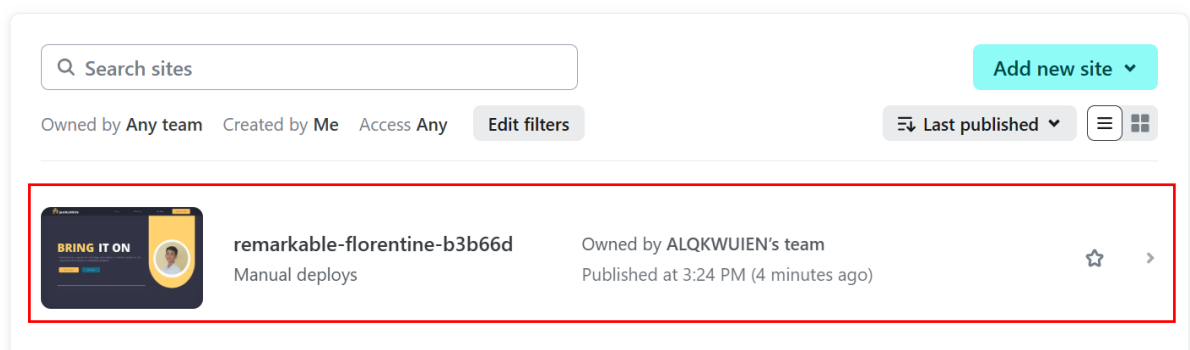 Search sites
Add new site
Owned by Any team Created by Me Access Any Edit filters
Last published
BRING IT ON
remarkable-florentine-b3b66d
Manual deploys
Owned by ALQKWUIEN's team
Published at 3:24 PM (4 minutes ago)